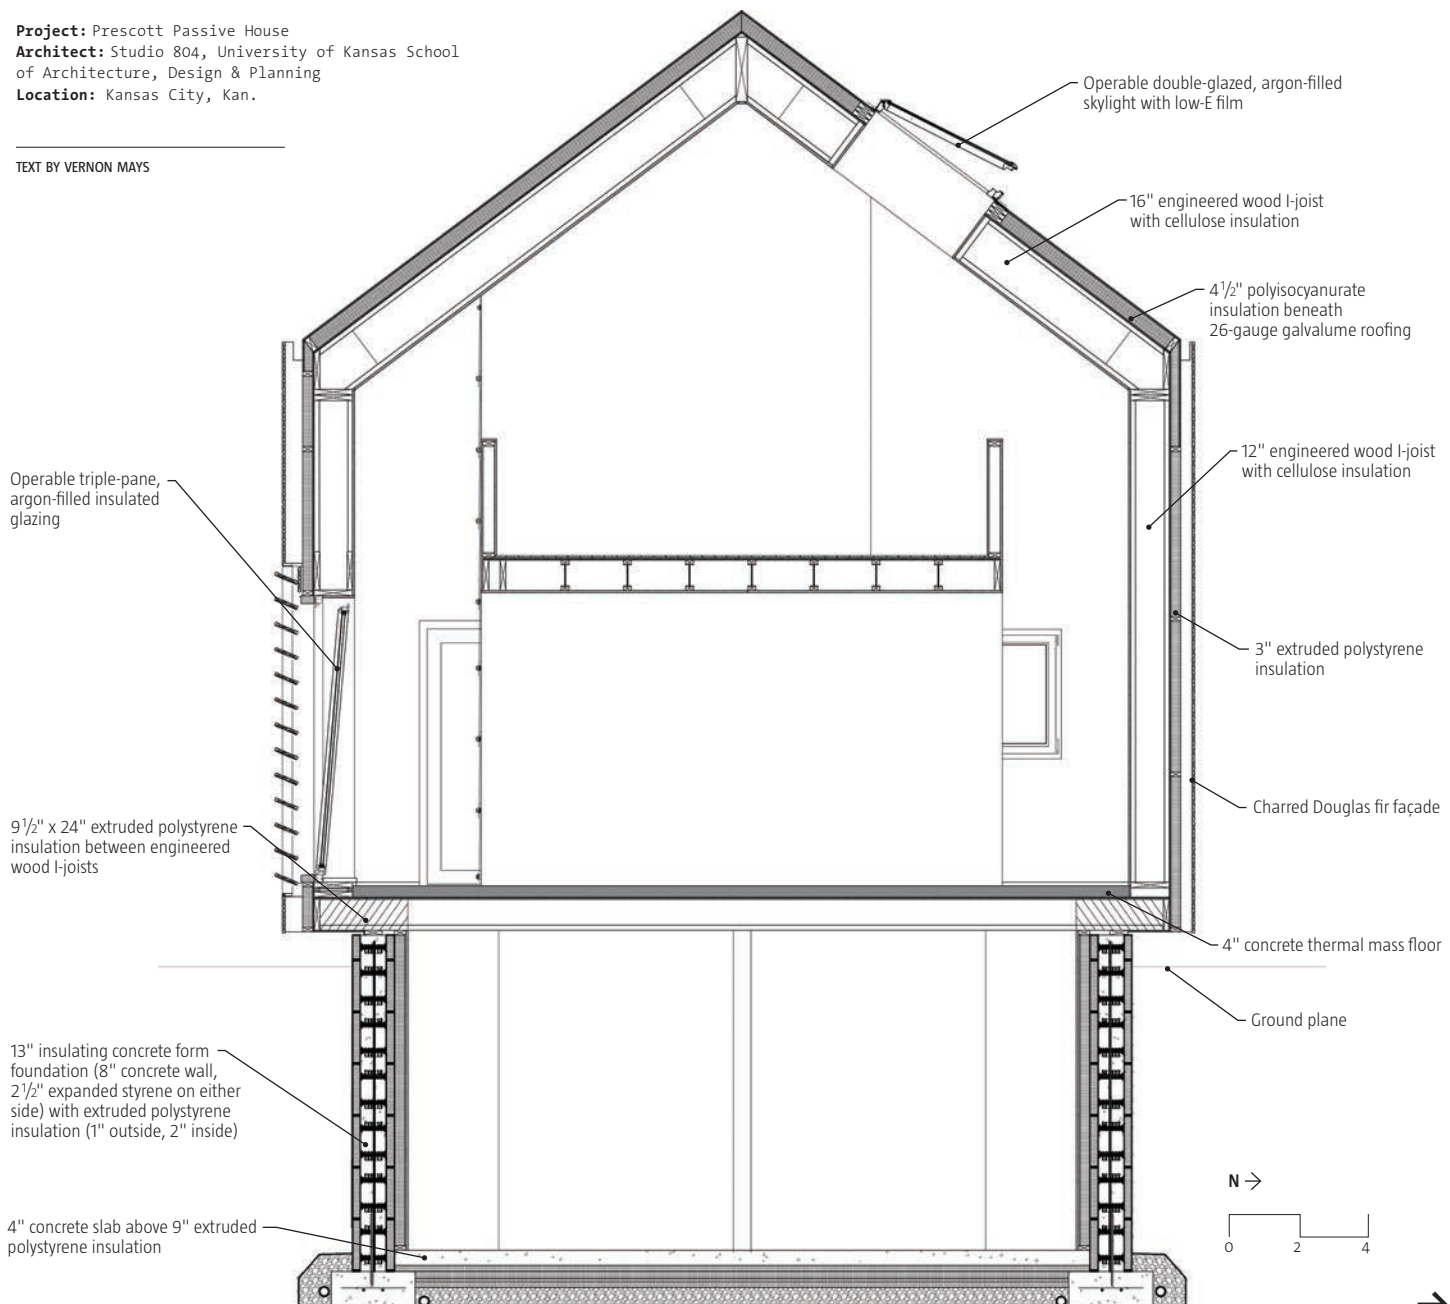 Project: Prescott Passive House
Architect: Studio 804, University of Kansas School
of Architecture, Design & Planning
Location: Kansas City, Kan.
TEXT BY VERNON MAYS
Operable double-glazed, argon-filled
skylight with low-E film
16" engineered wood I-joist
with cellulose insulation
4 1/2" polyisocyanurate
insulation beneath
26-gauge galvalume roofing
12" engineered wood I-joist
with cellulose insulation
Operable triple-pane,
argon-filled insulated
glazing
3" extruded polystyrene
insulation
Charred Douglas fir façade
9 1/2" x 24" extruded polystyrene
insulation between engineered
wood I-joists
4" concrete thermal mass floor
Ground plane
13" insulating concrete form
foundation (8" concrete wall,
2 1/2" expanded styrene on either
side) with extruded polystyrene
insulation (1" outside, 2" inside)
4" concrete slab above 9" extruded
polystyrene insulation
N
0 2 4